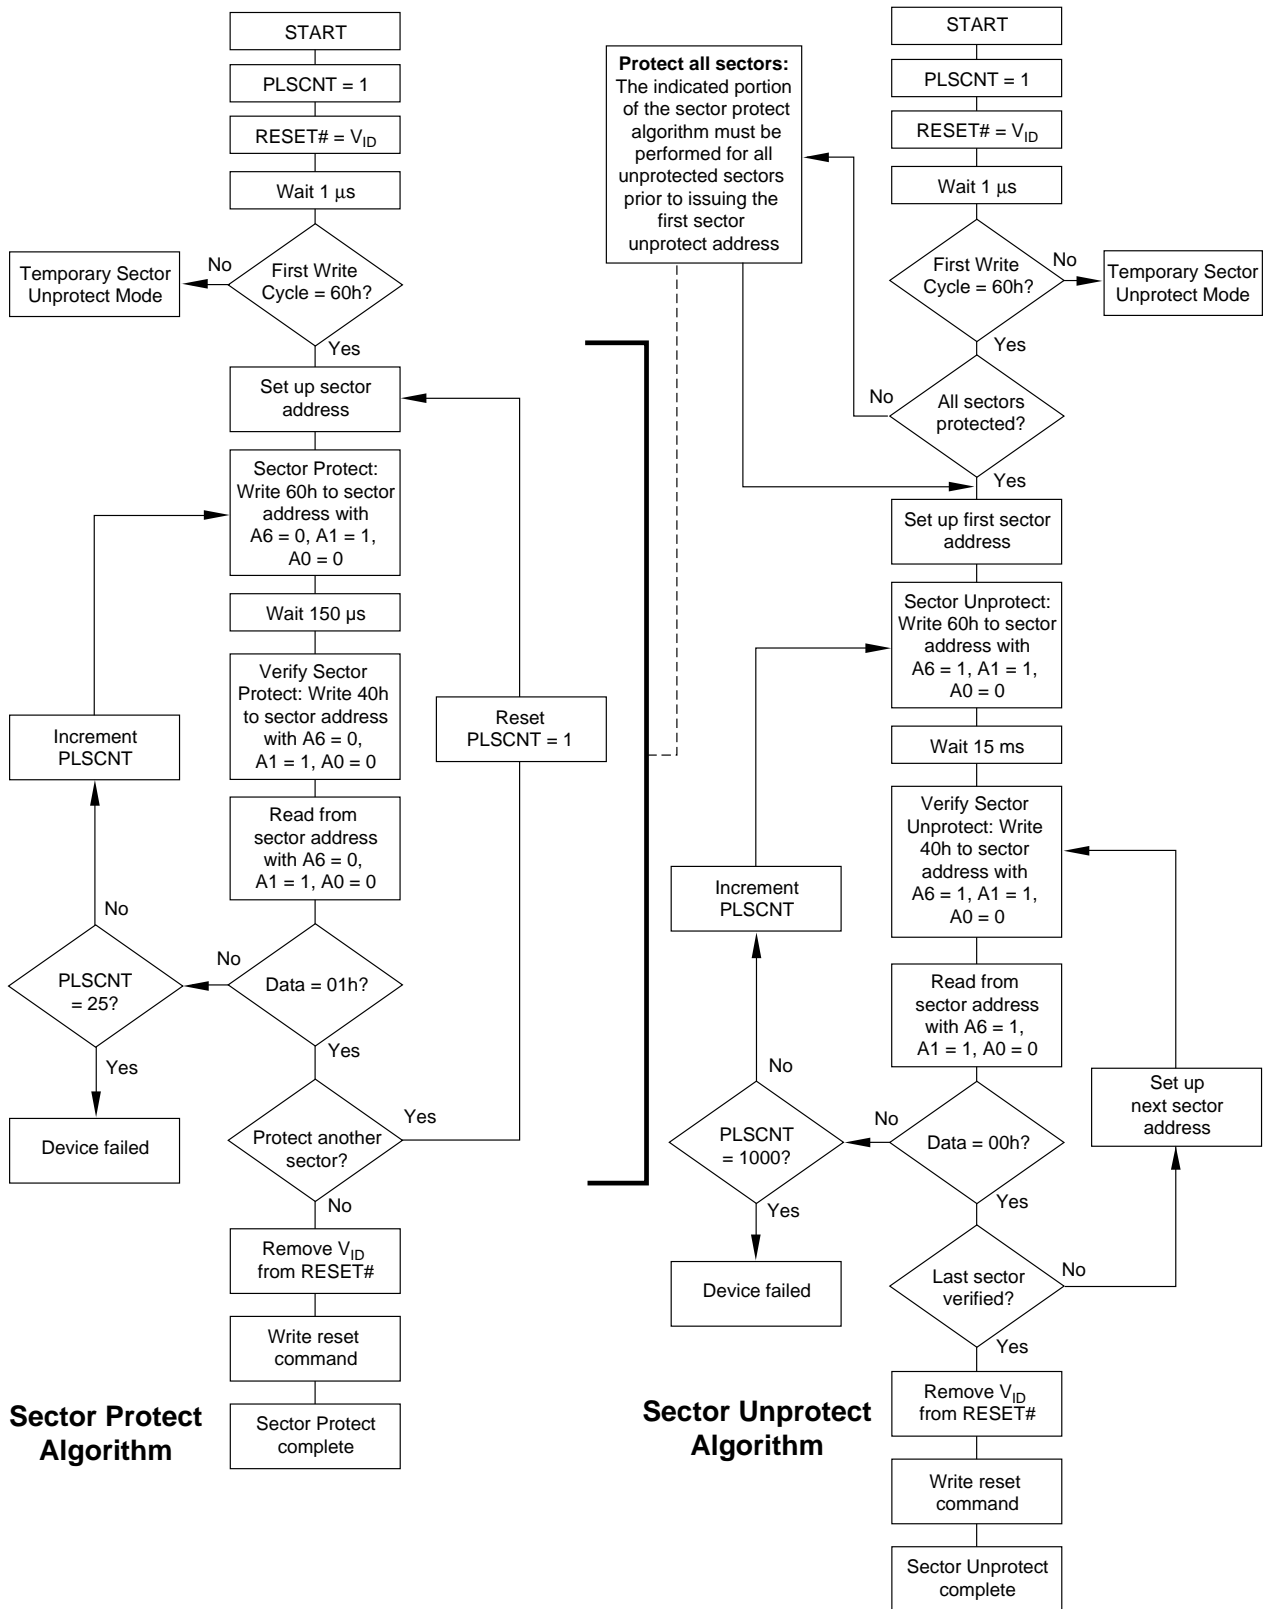 START
PLSCNT = 1
RESET# = VID
Wait 1 μs
First Write
Cycle = 60h?
No
Temporary Sector
Unprotect Mode
Yes
Set up sector
address
Sector Protect:
Write 60h to sector
address with
A6 = 0, A1 = 1,
A0 = 0
Wait 150 µs
Verify Sector
Protect: Write 40h
to sector address
with A6 = 0,
A1 = 1, A0 = 0
Read from
sector address
with A6 = 0,
A1 = 1, A0 = 0
Data = 01h?
No
PLSCNT
= 25?
No
Increment
PLSCNT
Yes
Device failed
Yes
Protect another
sector?
Yes
Reset
PLSCNT = 1
No
Remove VID
from RESET#
Write reset
command
Sector Protect
complete
Sector Protect
Algorithm
Protect all sectors:
The indicated portion
of the sector protect
algorithm must be
performed for all
unprotected sectors
prior to issuing the
first sector
unprotect address
START
PLSCNT = 1
RESET# = VID
Wait 1 μs
First Write
Cycle = 60h?
No
Temporary Sector
Unprotect Mode
Yes
All sectors
protected?
No
Yes
Set up first sector
address
Sector Unprotect:
Write 60h to sector
address with
A6 = 1, A1 = 1,
A0 = 0
Wait 15 ms
Verify Sector
Unprotect: Write
40h to sector
address with
A6 = 1, A1 = 1,
A0 = 0
Read from
sector address
with A6 = 1,
A1 = 1, A0 = 0
Data = 00h?
No
PLSCNT
= 1000?
No
Increment
PLSCNT
Yes
Device failed
Yes
Last sector
verified?
No
Set up
next sector
address
Yes
Remove VID
from RESET#
Write reset
command
Sector Unprotect
complete
Sector Unprotect
Algorithm